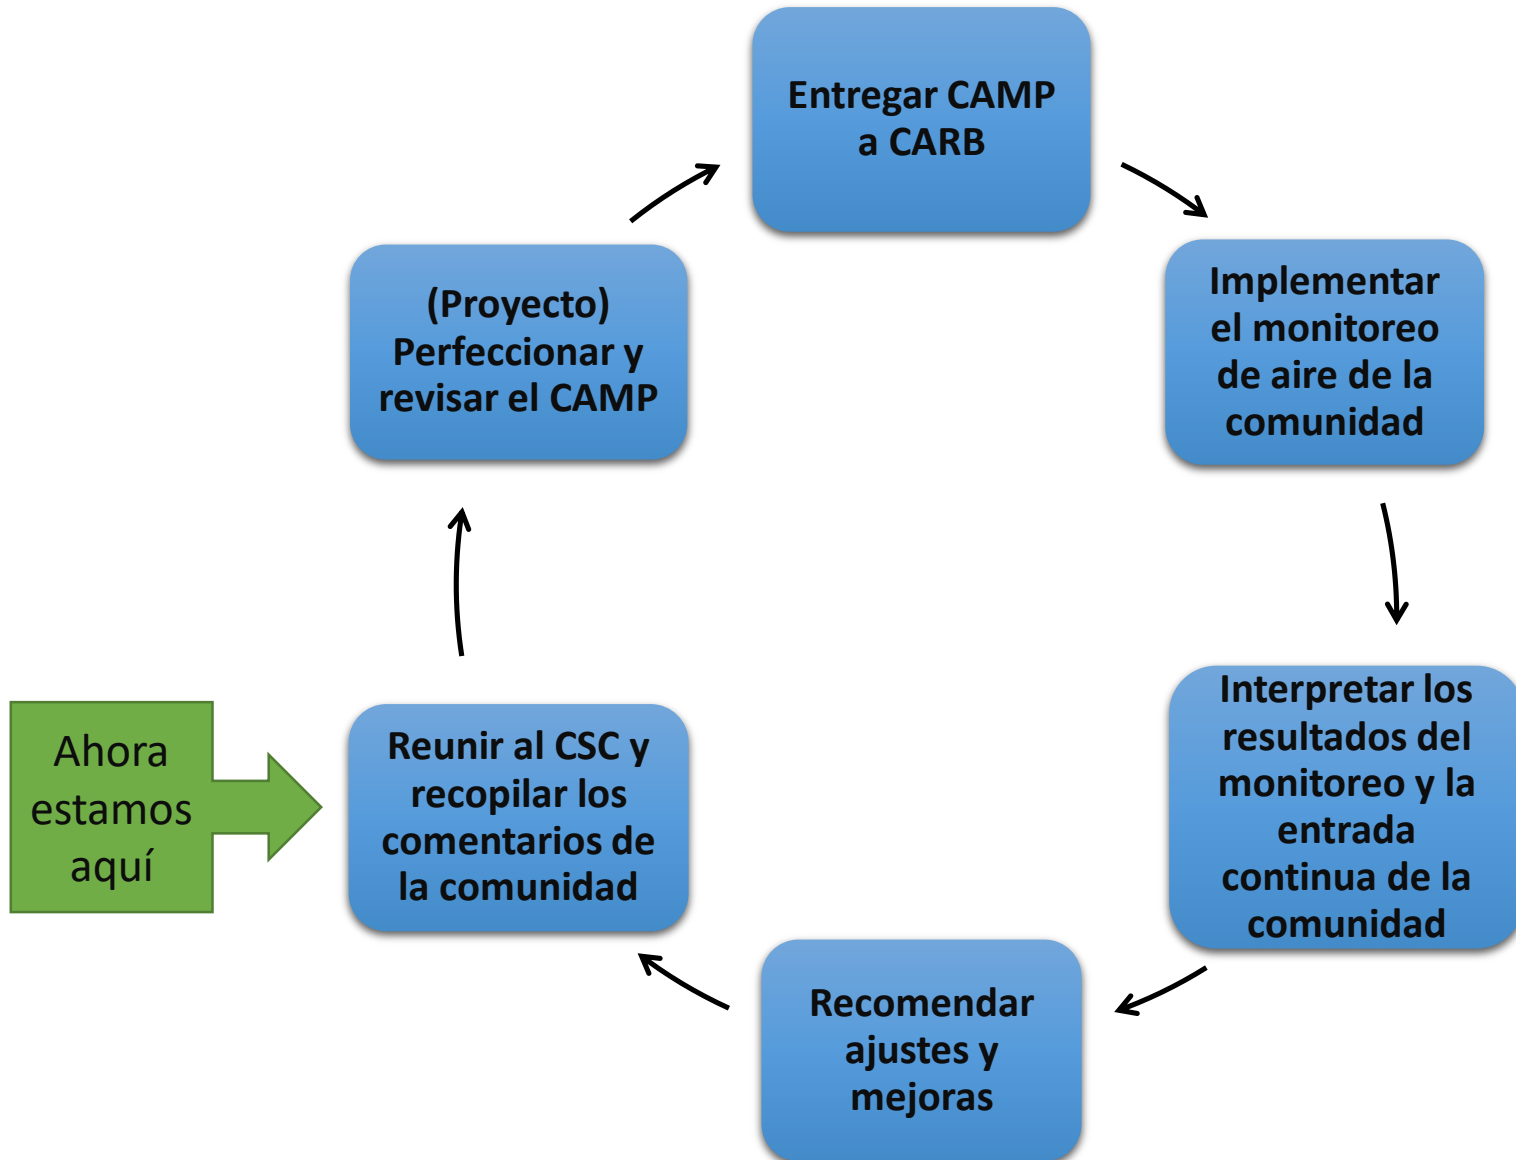 Entregar CAMP
a CARB
Implementar
el monitoreo
de aire de la
comunidad
Interpretar los
resultados del
monitoreo y la
entrada
continua de la
comunidad
Recomendar
ajustes y
mejoras
Reunir al CSC y
recopilar los
comentarios de
la comunidad
(Proyecto)
Perfeccionar y
revisar el CAMP
Ahora
estamos
aquí